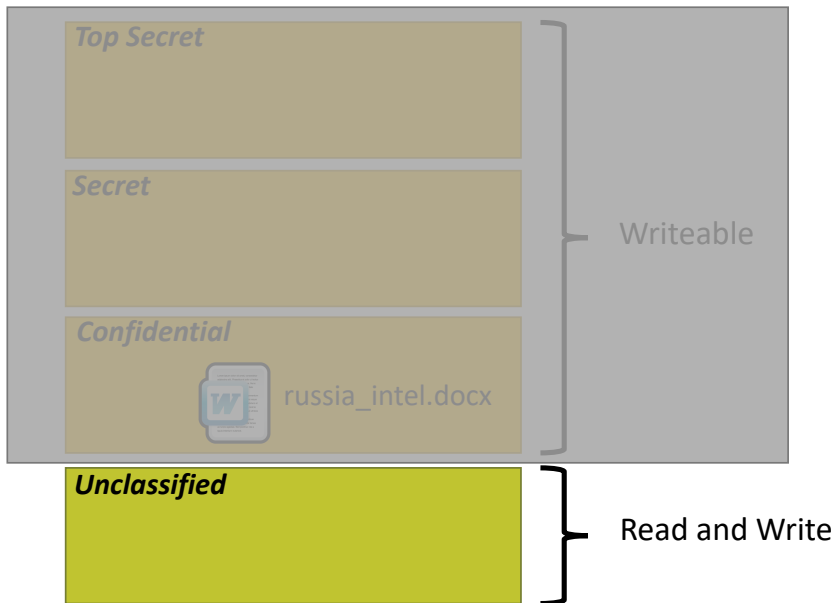 Top Secret
Secret
Writeable
Confidential
W
russia_intel.docx
Unclassified
Read and Write